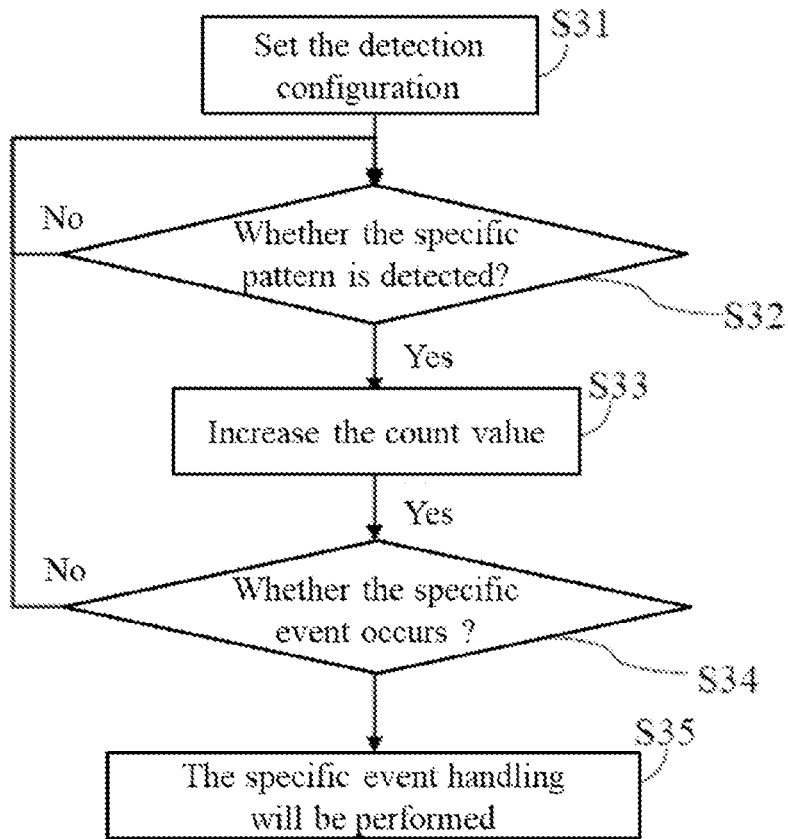 S31
Set the detection
configuration
No
Whether the specific
pattern is detected?
S32
Yes
S33
Increase the count value
Yes
No
Whether the specific
event occurs ?
S34
S35
The specific event handling
will be performed